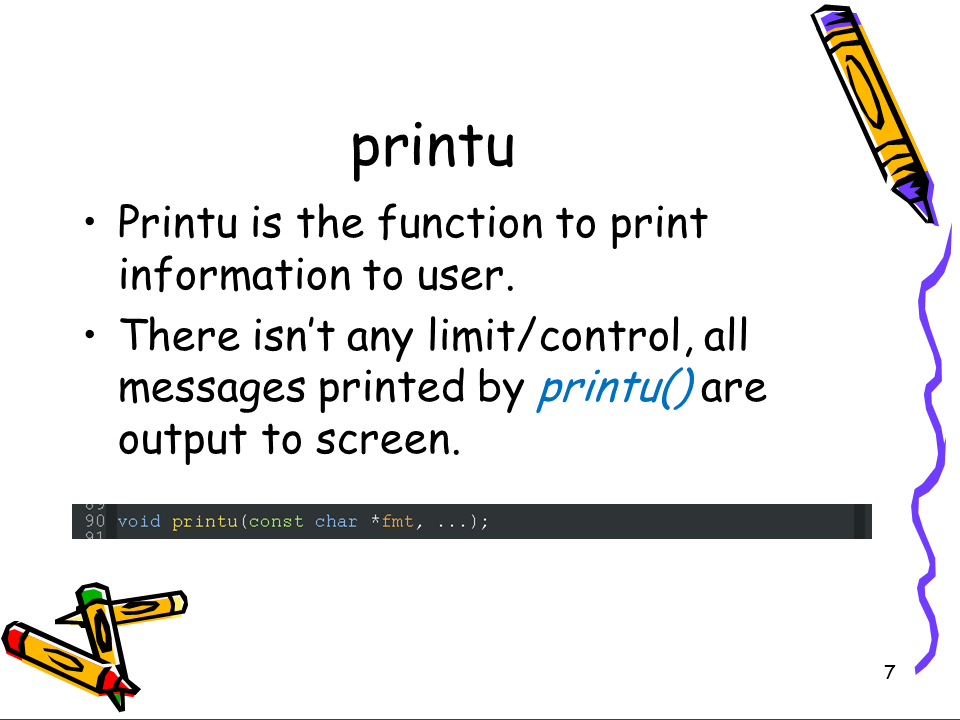 printu
• Printu is the function to print
information to user.
• There isn’t any limit/control, all
messages printed by printu() are
output to screen.
89
90 void printu(const char *fmt, ...);
91
7